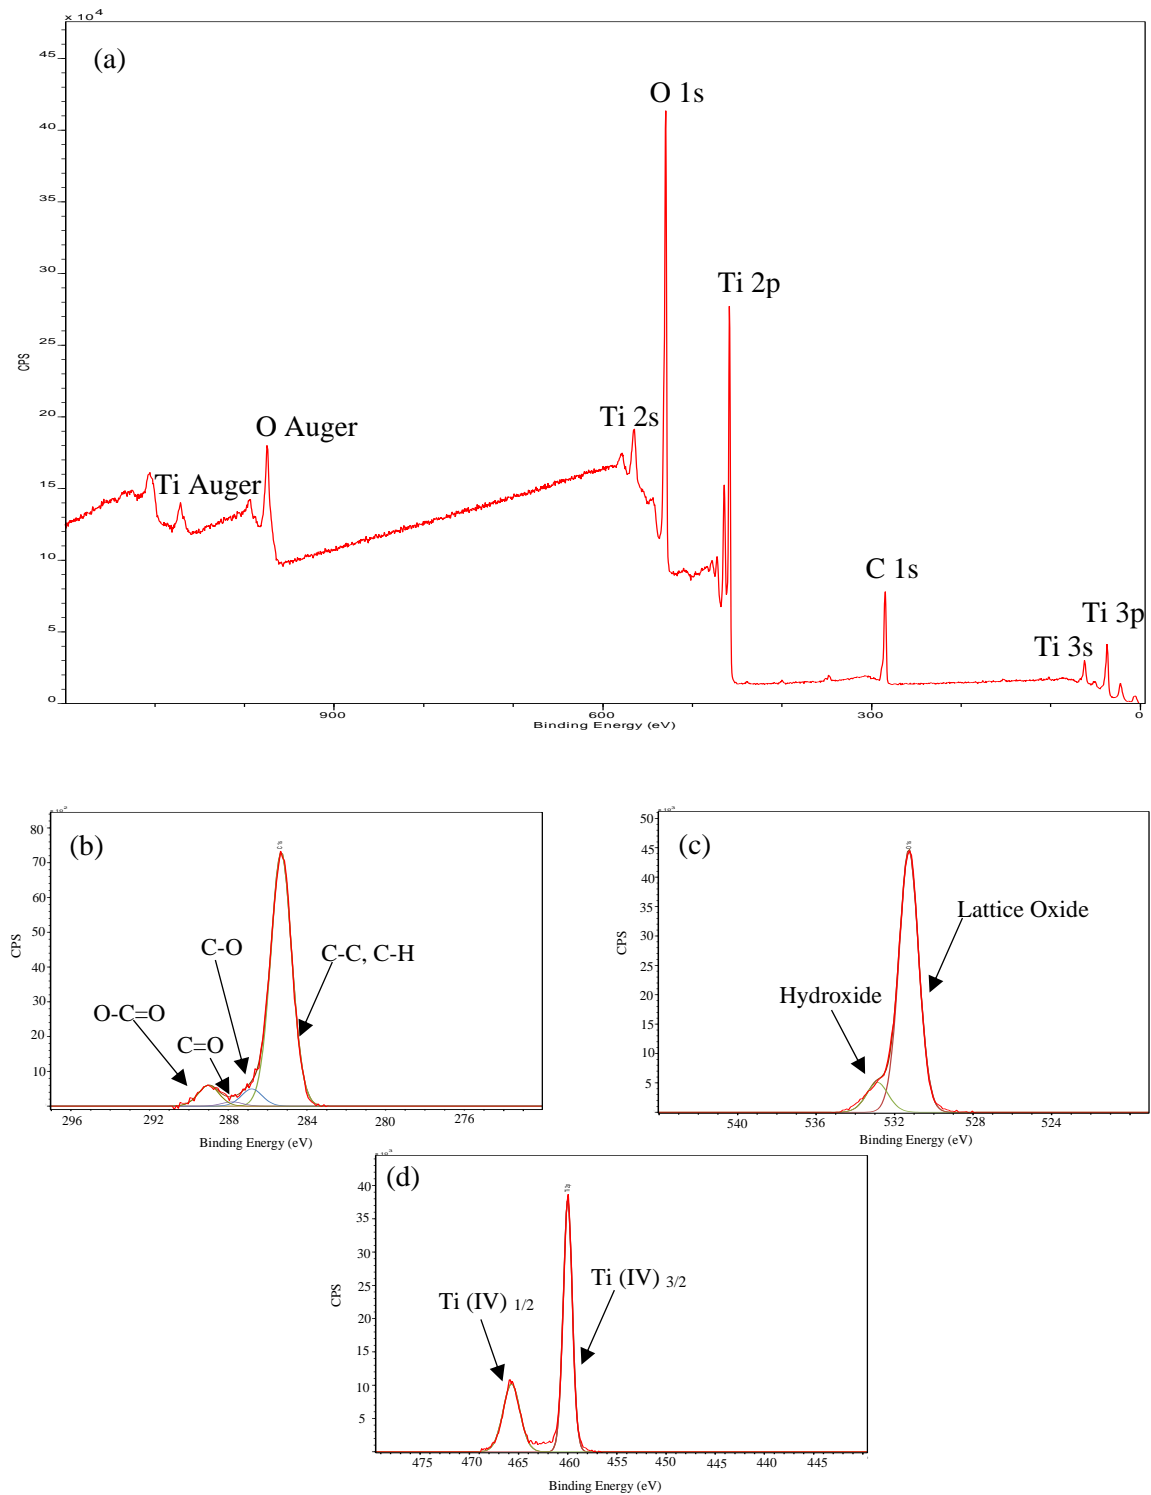 x 10⁴
(a)
45
40
35
30
25
20
15
10
5
0
CPS
O 1s
Ti 2p
Ti 2s
O Auger
Ti Auger
C 1s
Ti 3p
Ti 3s
900 600 300 0
Binding Energy (eV)
(b)
80
70
60
50
40
30
20
10
CPS
C 1s
C-O
C-C, C-H
O-C=O
C=O
296 292 288 284 280 276
Binding Energy (eV)
(c)
50
45
40
35
30
25
20
15
10
5
CPS
Lattice Oxide
Hydroxide
540 536 532 528 524
Binding Energy (eV)
(d)
40
35
30
25
20
15
10
5
CPS
Ti (IV) 3/2
Ti (IV) 1/2
475 470 465 460 455 450 445 440 445
Binding Energy (eV)